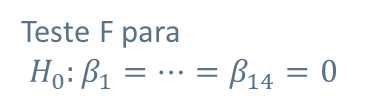 Teste F para
H₀: β₁ = ⋯ = β₁₄ = 0